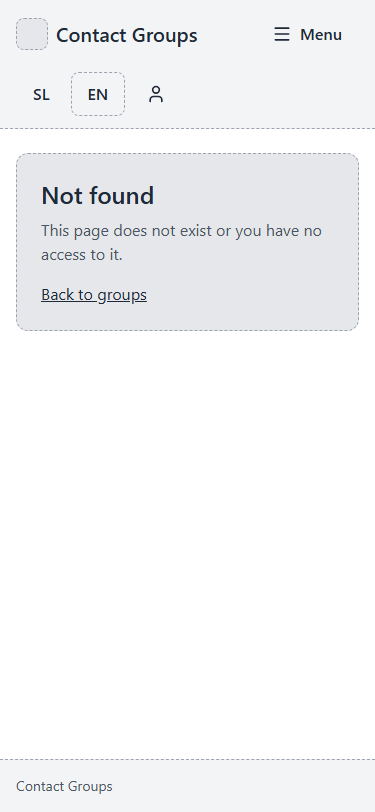 Contact Groups
Menu
SL
EN
Not found
This page does not exist or you have no
access to it.
Back to groups
Contact Groups